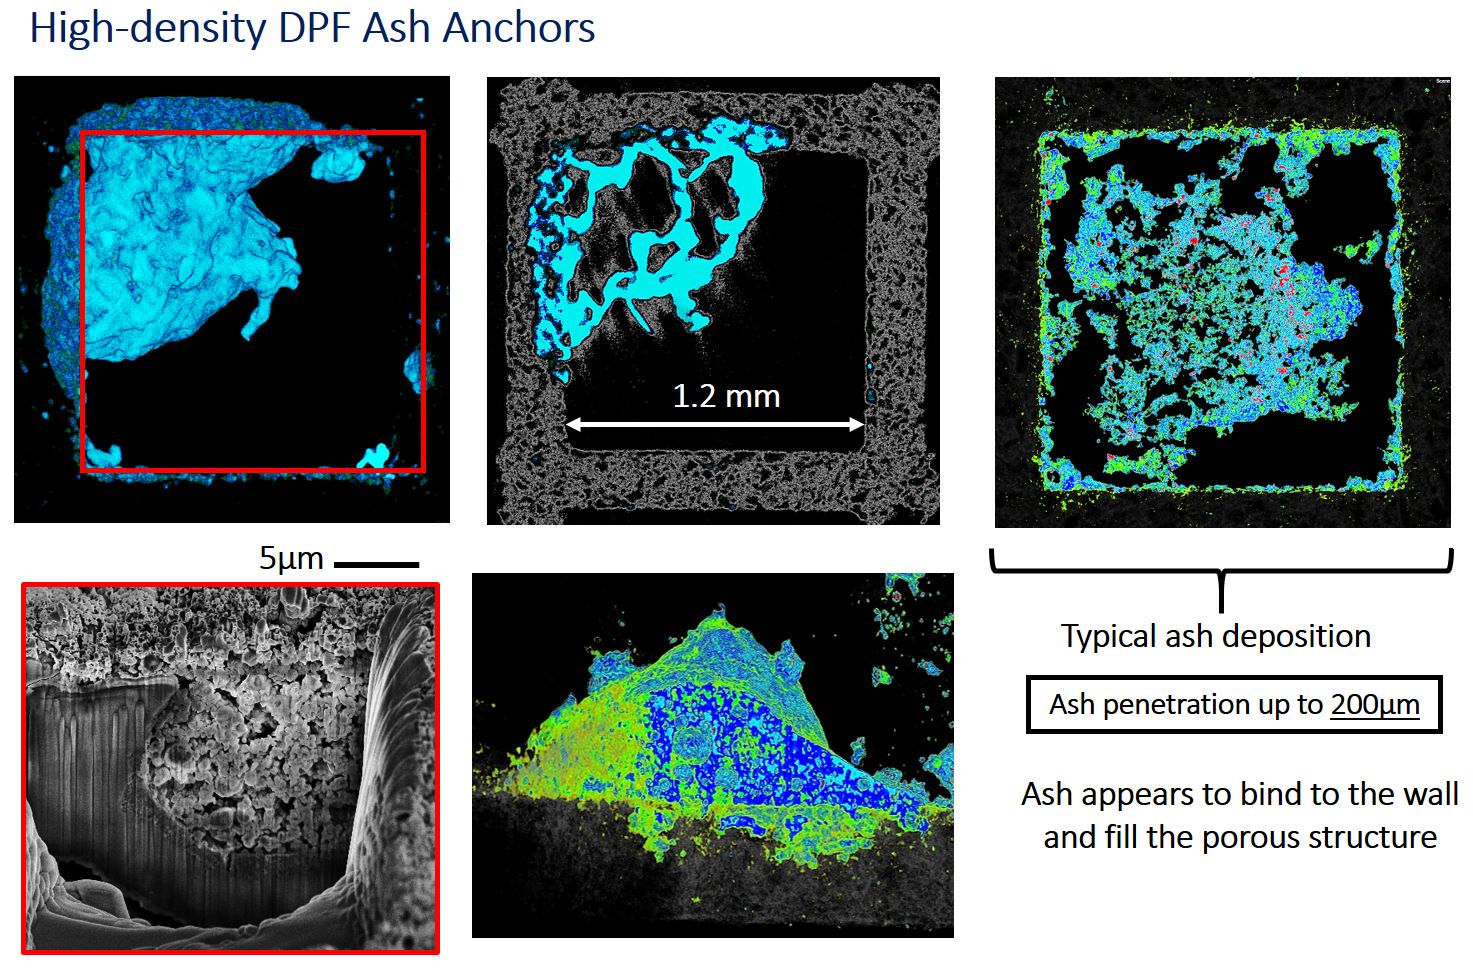 High-density DPF Ash Anchors
Scene
1.2 mm
5µm
Typical ash deposition
Ash penetration up to 200µm
Ash appears to bind to the wall
and fill the porous structure